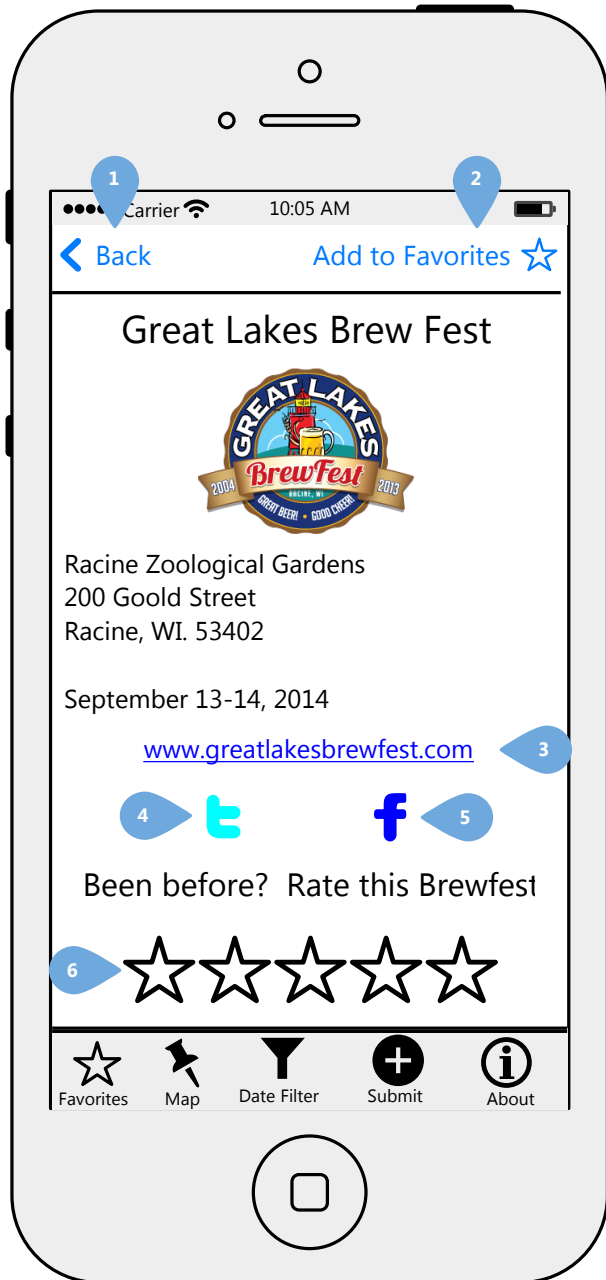 1
2
Carrier 10:05 AM
Back Add to Favorites
Great Lakes Brew Fest
GREAT LAKES
BrewFest
2004 RACINE, WI 2013
GREAT BEER! • GOOD CHEER!
Racine Zoological Gardens
200 Goold Street
Racine, WI. 53402
September 13-14, 2014
www.greatlakesbrewfest.com 3
4 t f 5
Been before? Rate this Brewfest
6
Favorites Map Date Filter Submit About